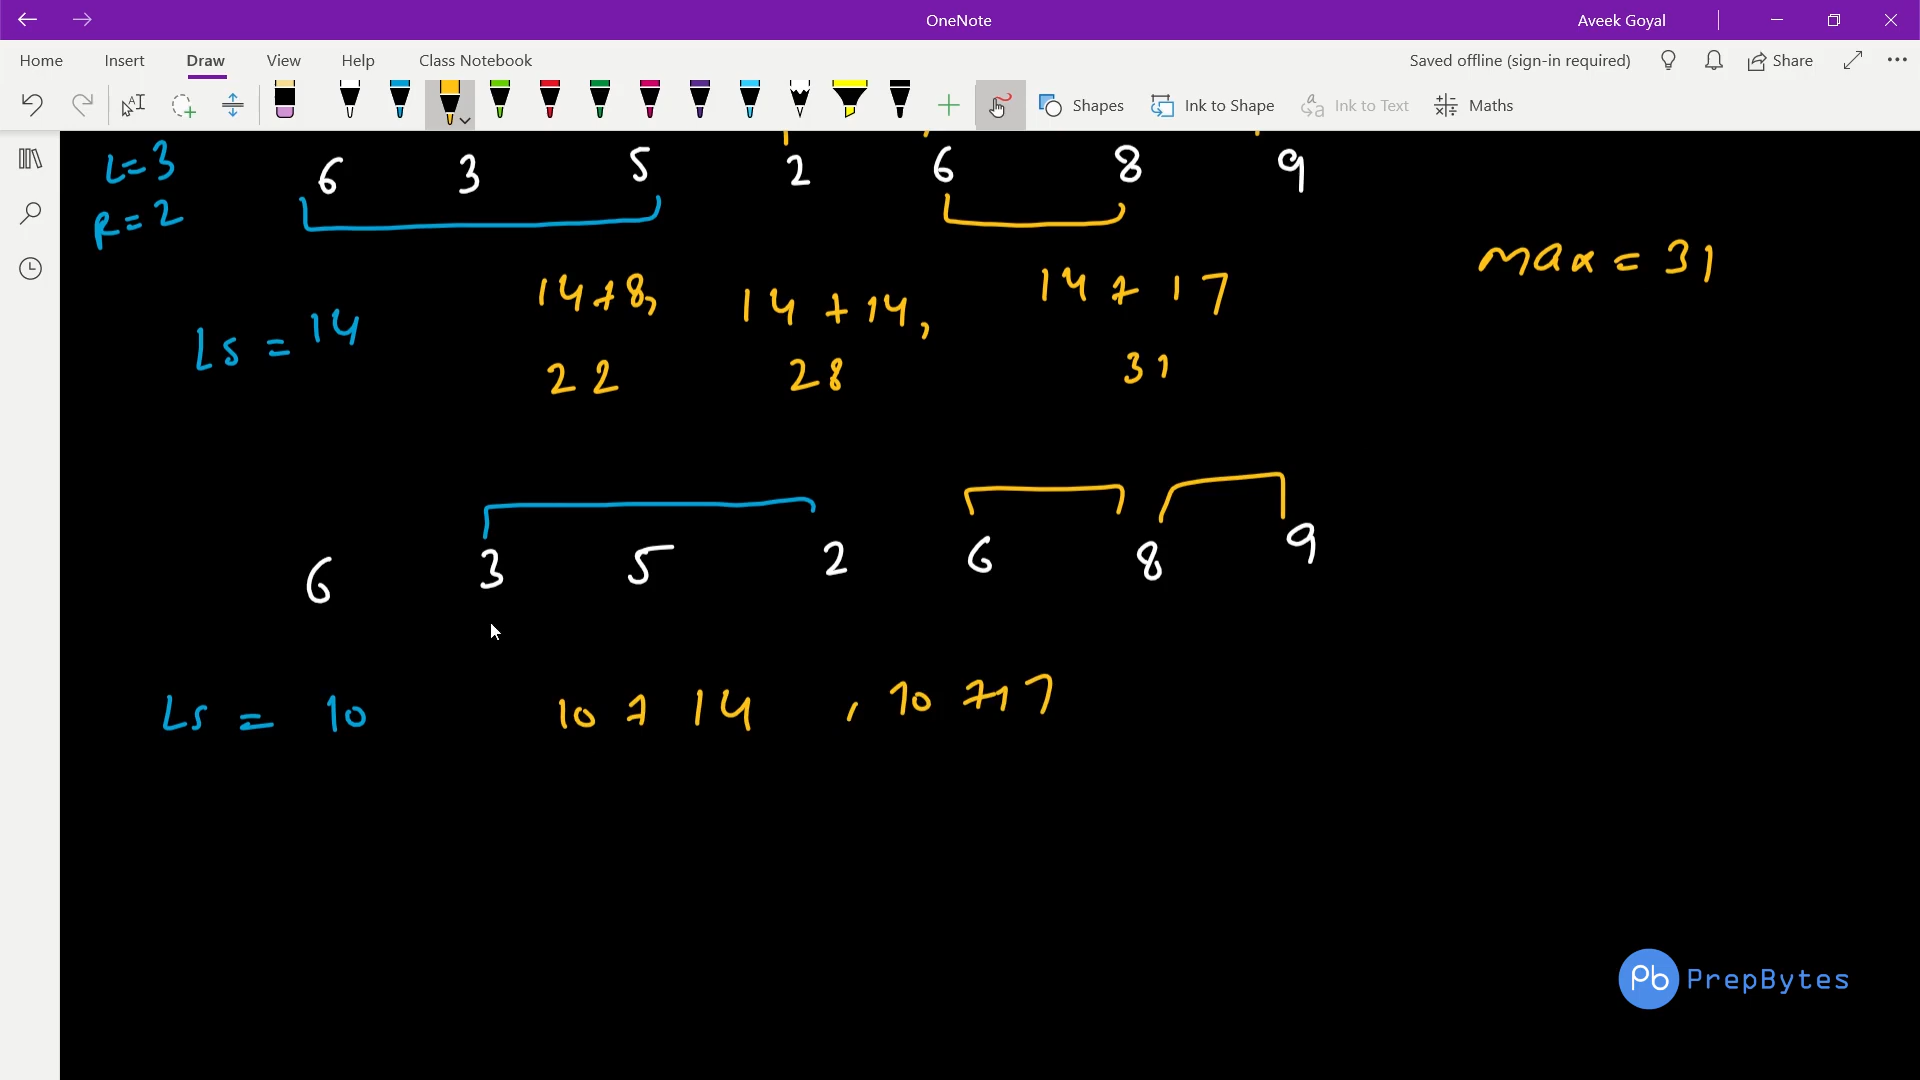 OneNote
Aveek Goyal
Home Insert Draw View Help Class Notebook
Saved offline (sign-in required) Share
Shapes Ink to Shape Ink to Text Maths
L=3
R=2
6 3 5 2 6 8 9
max = 31
14+8, 14 + 14, 14 + 17
Ls = 14
22 28 31
6 3 5 2 6 8 9
Ls = 10 10 + 14 , 10 +17
Pb PrepBytes